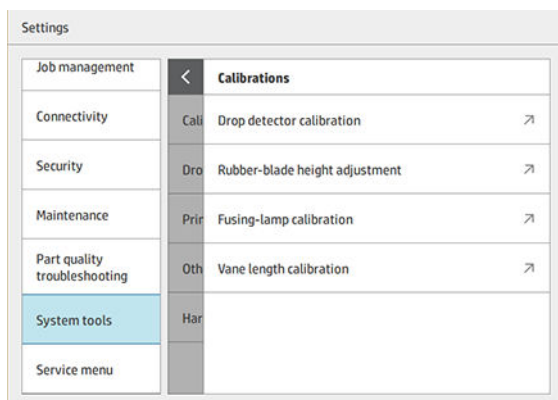 Settings
Job management
Connectivity
Security
Maintenance
Part quality
troubleshooting
System tools
Service menu
Calibrations
Cali
Drop detector calibration
Dro
Rubber-blade height adjustment
Prin
Fusing-lamp calibration
Oth
Vane length calibration
Har